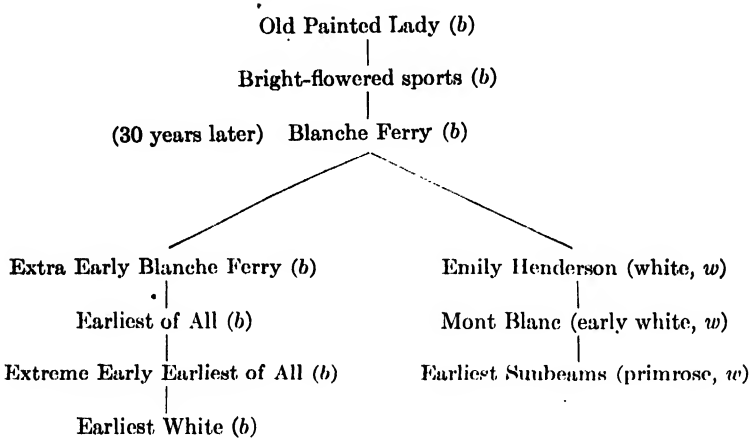 Old Painted Lady (b)
Bright-flowered sports (b)
(30 years later) Blanche Ferry (b)
Extra Early Blanche Ferry (b)
Emily Henderson (white, w)
Earliest of All (b)
Mont Blanc (early white, w)
Extreme Early Earliest of All (b)
Earliest Sunbeams (primrose, w)
Earliest White (b)